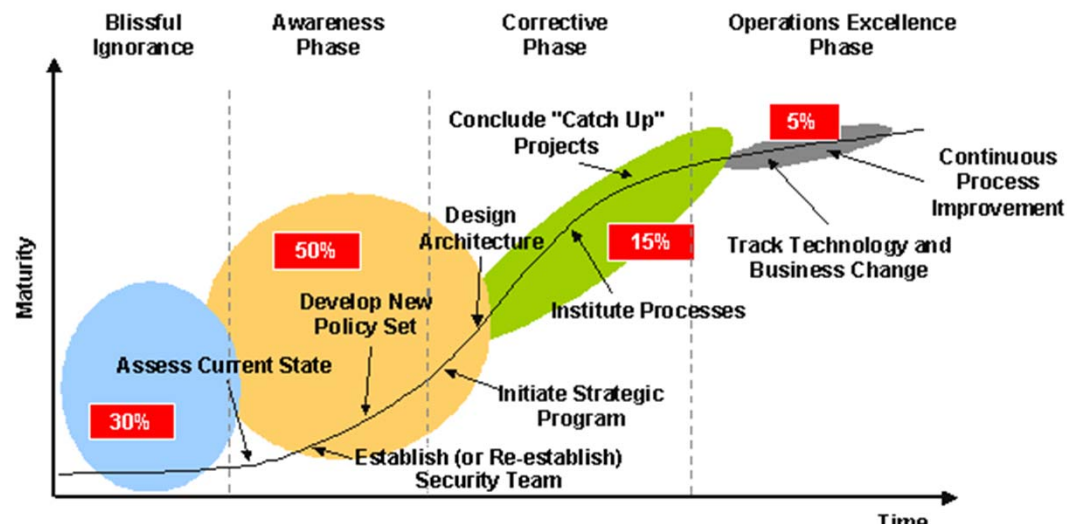 Blissful
Ignorance
Awareness
Phase
Corrective
Phase
Operations Excellence
Phase
Conclude "Catch Up"
Projects
5%
Continuous
Process
Improvement
Design
Architecture
50%
15%
Track Technology and
Business Change
Develop New
Policy Set
Institute Processes
Maturity
Assess Current State
Initiate Strategic
Program
30%
Establish (or Re-establish)
Security Team
Time